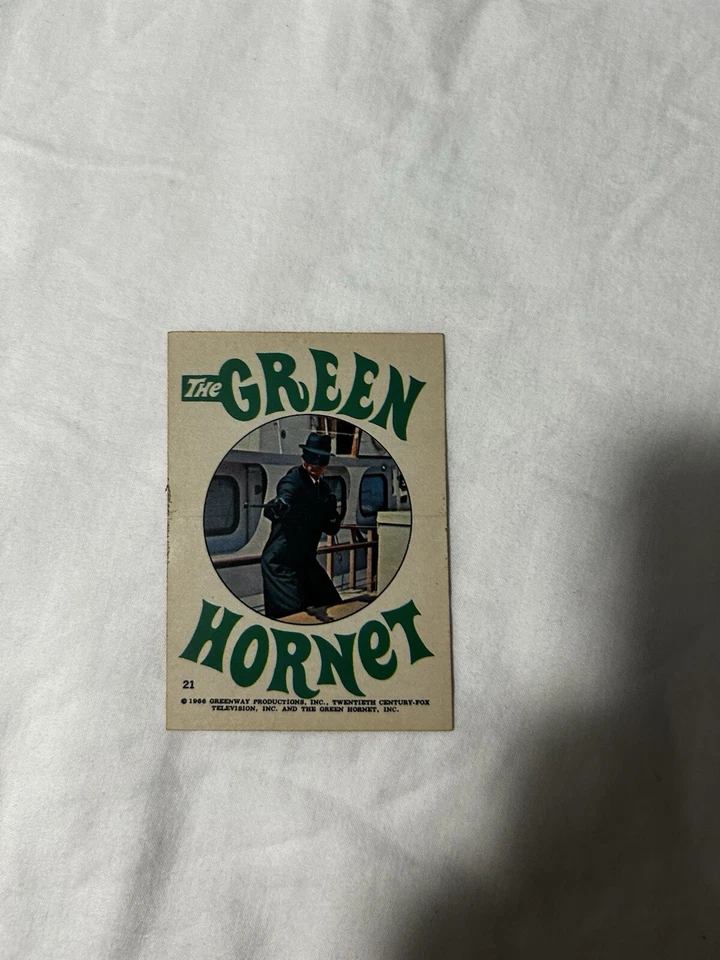 The GREEN
HORNET
21
© 1966 GREENWAY PRODUCTIONS, INC., TWENTIETH CENTURY-FOX
TELEVISION, INC. AND THE GREEN HORNET, INC.